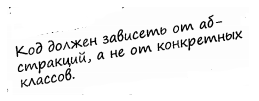 Код должен зависеть от аб-
стракций, а не от конкретных
классов.